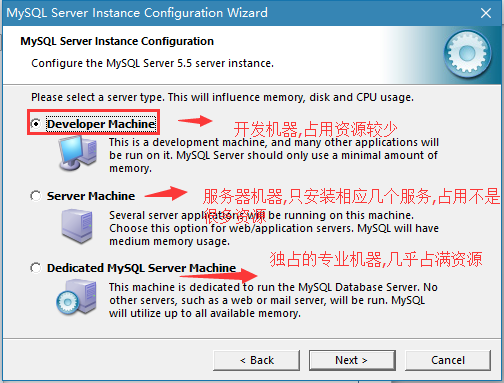 MySQL Server Instance Configuration Wizard
MySQL Server Instance Configuration
Configure the MySQL Server 5.5 server instance.
Please select a server type. This will influence memory, disk and CPU usage.
Developer Machine
开发机器,占用资源较少
This is a development machine, and many other applications will
be run on it. MySQL Server should only use a minimal amount of
memory.
Server Machine
服务器机器,只安装相应几个服务,占用不是
很多资源
Several server applications will be running on this machine.
Choose this option for web/application servers. MySQL will have
medium memory usage.
Dedicated MySQL Server Machine
独占的专业机器,几乎占满资源
This machine is dedicated to run the MySQL Database Server. No
other servers, such as a web or mail server, will be run. MySQL
will utilize up to all available memory.
< Back
Next >
Cancel